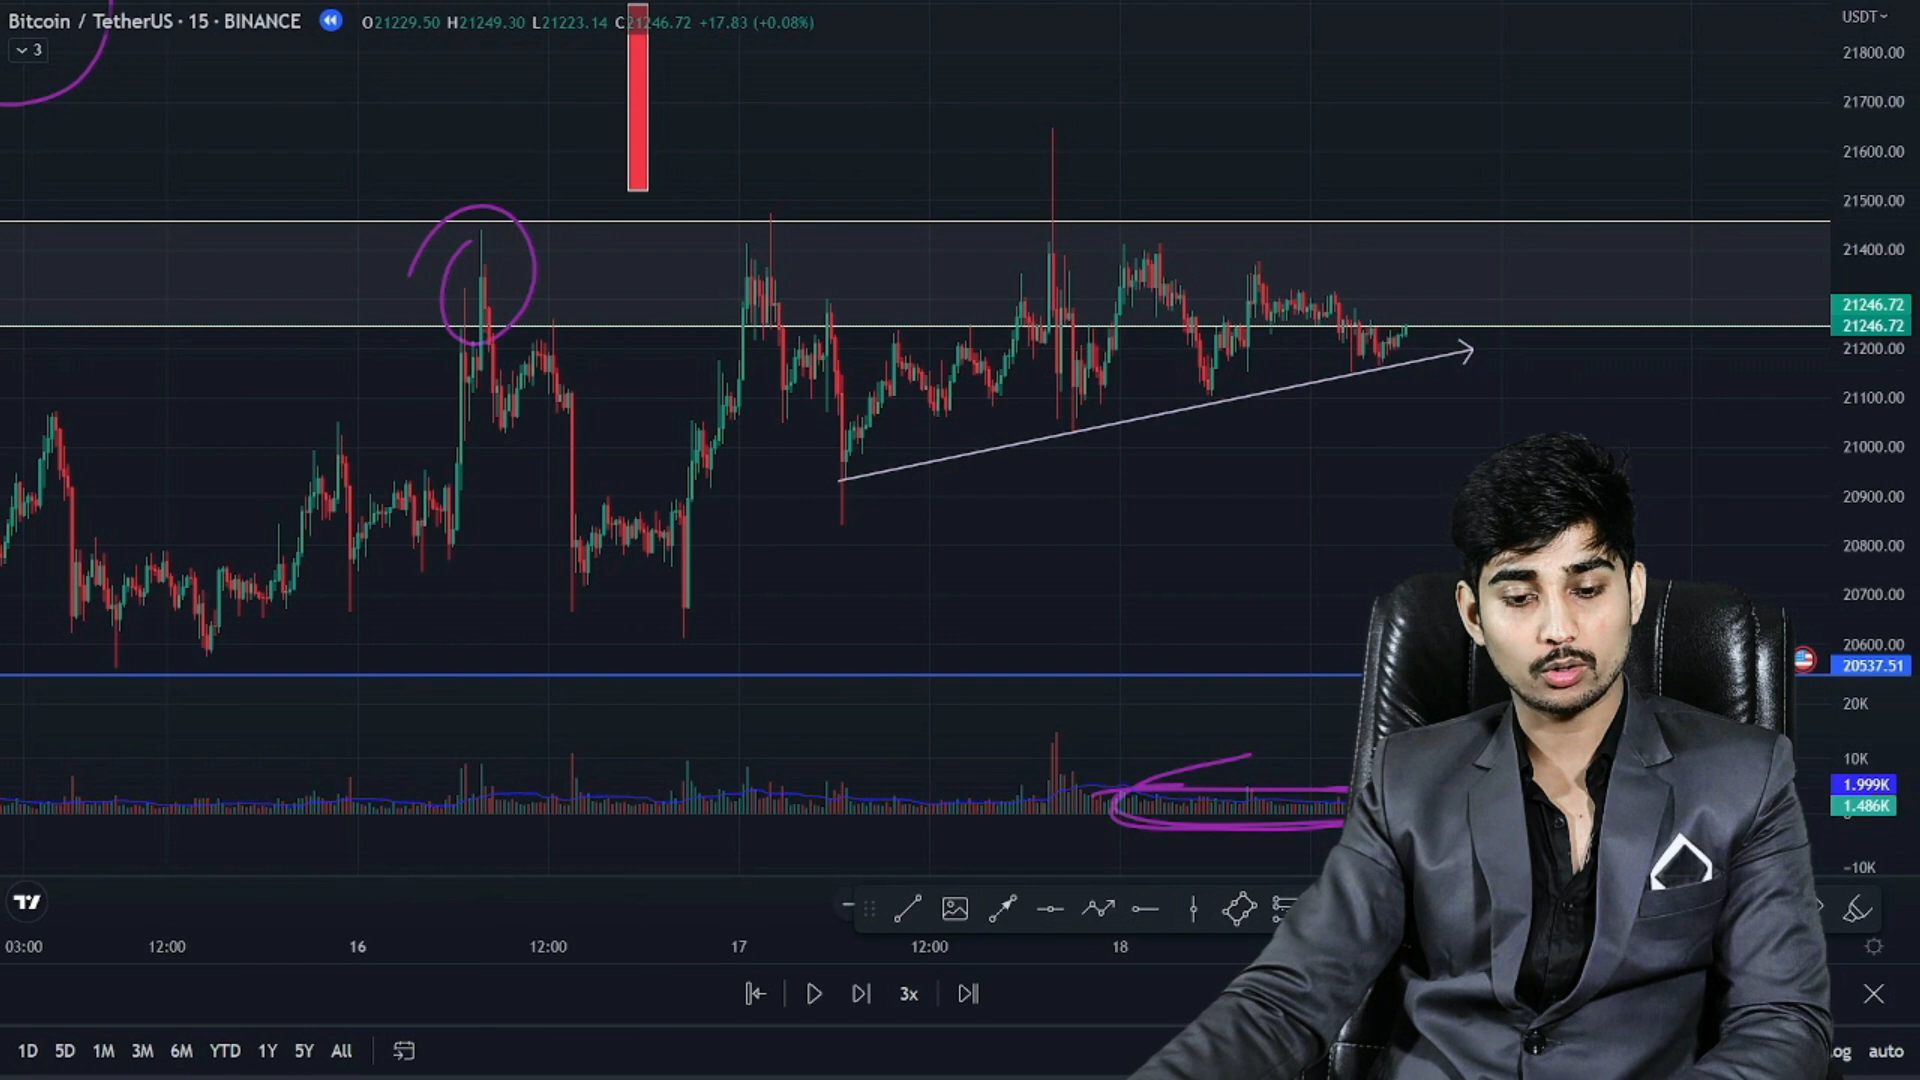 Bitcoin / TetherUS · 15 · BINANCE O21229.50 H21249.30 L21223.14 C21246.72 +17.83 (+0.08%)
USDT
3
21800.00
21700.00
21600.00
21500.00
21400.00
21246.72
21246.72
21200.00
21100.00
21000.00
20900.00
20800.00
20700.00
20600.00
20537.51
20K
10K
1.999K
1.486K
−10K
03:00 12:00 16 12:00 17 12:00 18
3x
1D 5D 1M 3M 6M YTD 1Y 5Y All
og auto